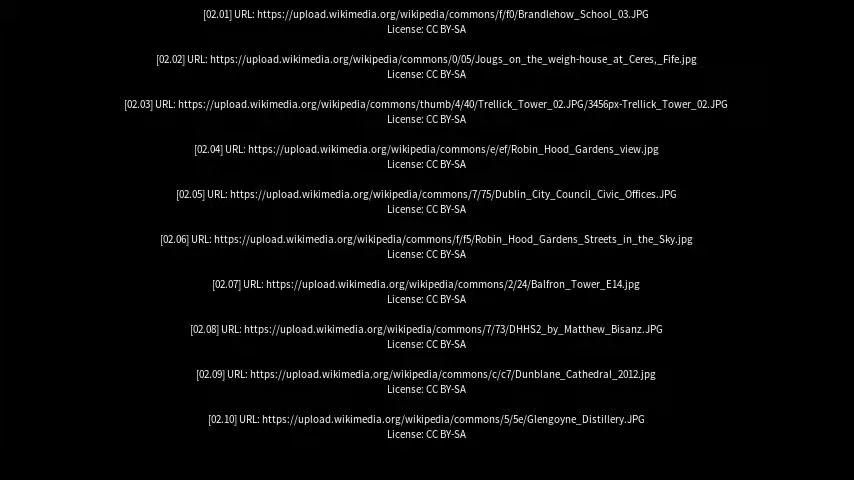 [02.01] URL: https://upload.wikimedia.org/wikipedia/commons/f/f0/Brandlehow_School_03.JPG
License: CC BY-SA
[02.02] URL: https://upload.wikimedia.org/wikipedia/commons/0/05/Jougs_on_the_weigh-house_at_Ceres,_Fife.jpg
License: CC BY-SA
[02.03] URL: https://upload.wikimedia.org/wikipedia/commons/thumb/4/40/Trellick_Tower_02.JPG/3456px-Trellick_Tower_02.JPG
License: CC BY-SA
[02.04] URL: https://upload.wikimedia.org/wikipedia/commons/e/ef/Robin_Hood_Gardens_view.jpg
License: CC BY-SA
[02.05] URL: https://upload.wikimedia.org/wikipedia/commons/7/75/Dublin_City_Council_Civic_Offices.JPG
License: CC BY-SA
[02.06] URL: https://upload.wikimedia.org/wikipedia/commons/f/f5/Robin_Hood_Gardens_Streets_in_the_Sky.jpg
License: CC BY-SA
[02.07] URL: https://upload.wikimedia.org/wikipedia/commons/2/24/Balfron_Tower_E14.jpg
License: CC BY-SA
[02.08] URL: https://upload.wikimedia.org/wikipedia/commons/7/73/DHHS2_by_Matthew_Bisanz.JPG
License: CC BY-SA
[02.09] URL: https://upload.wikimedia.org/wikipedia/commons/c/c7/Dunblane_Cathedral_2012.jpg
License: CC BY-SA
[02.10] URL: https://upload.wikimedia.org/wikipedia/commons/5/5e/Glengoyne_Distillery.JPG
License: CC BY-SA